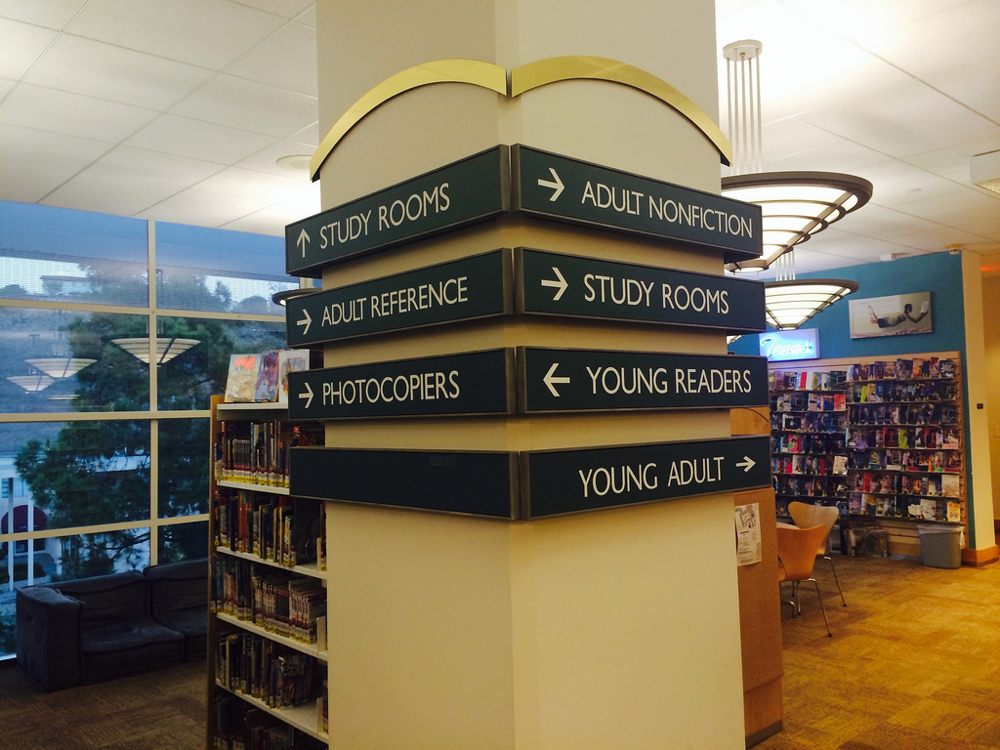 ↑ STUDY ROOMS
→ ADULT REFERENCE
→ PHOTOCOPIERS
→ ADULT NONFICTION
→ STUDY ROOMS
← YOUNG READERS
YOUNG ADULT →
Teens